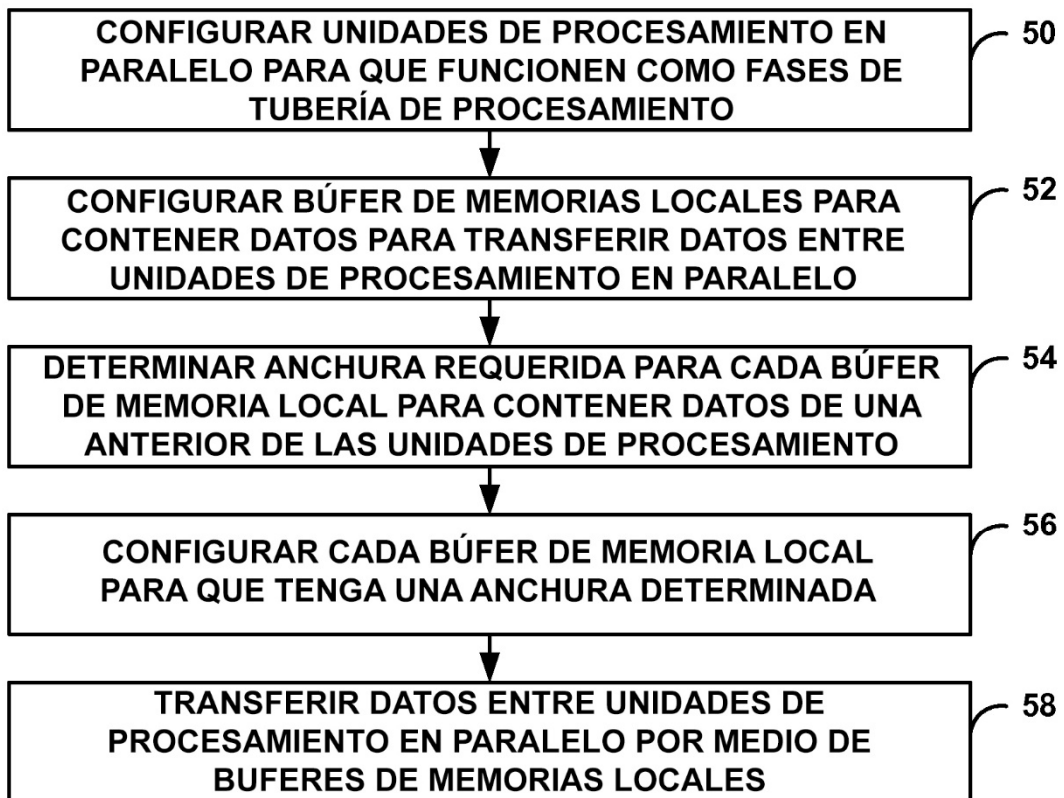 CONFIGURAR UNIDADES DE PROCESAMIENTO EN
PARALELO PARA QUE FUNCIONEN COMO FASES DE
TUBERÍA DE PROCESAMIENTO
50
CONFIGURAR BÚFER DE MEMORIAS LOCALES PARA
CONTENER DATOS PARA TRANSFERIR DATOS ENTRE
UNIDADES DE PROCESAMIENTO EN PARALELO
52
DETERMINAR ANCHURA REQUERIDA PARA CADA BÚFER
DE MEMORIA LOCAL PARA CONTENER DATOS DE UNA
ANTERIOR DE LAS UNIDADES DE PROCESAMIENTO
54
CONFIGURAR CADA BÚFER DE MEMORIA LOCAL
PARA QUE TENGA UNA ANCHURA DETERMINADA
56
TRANSFERIR DATOS ENTRE UNIDADES DE
PROCESAMIENTO EN PARALELO POR MEDIO DE
BUFERES DE MEMORIAS LOCALES
58